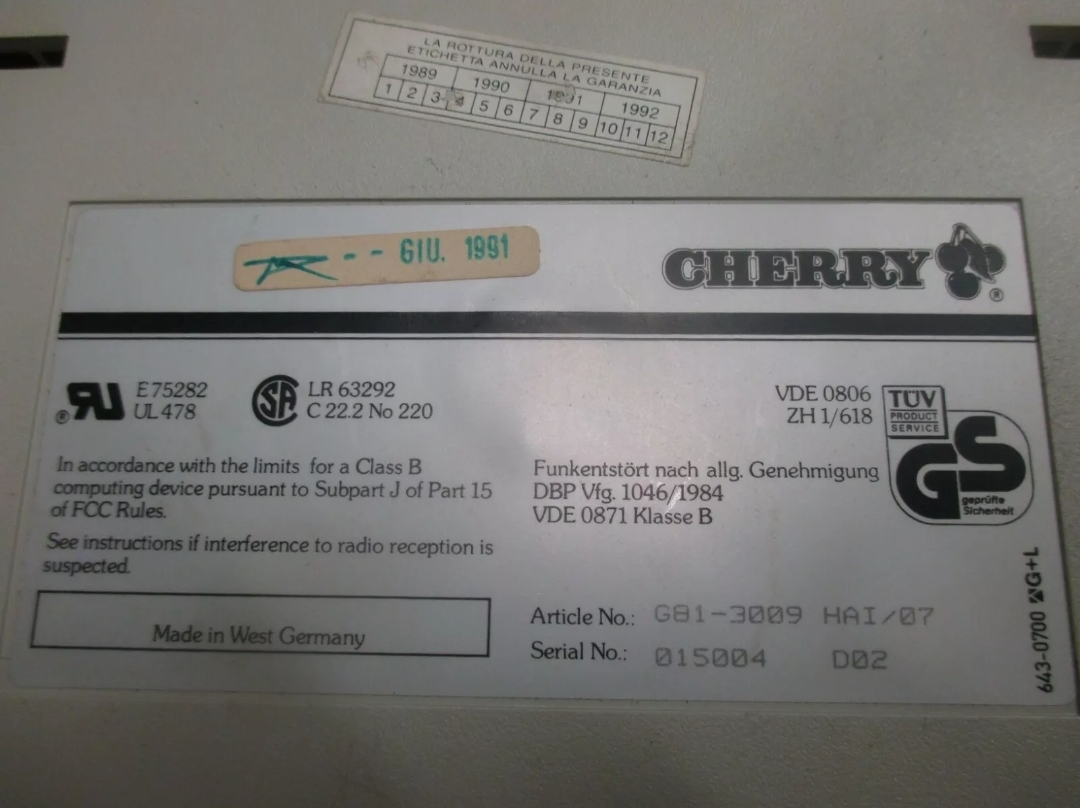 LA ROTTURA DELLA PRESENTE
ETICHETTA ANNULLA LA GARANZIA
1989 1990 1991 1992
1 2 3 4 5 6 7 8 9 10 11 12
-- GIU. 1991
CHERRY ®
® RU E 75282
UL 478
SA LR 63292
C 22.2 No 220
VDE 0806
ZH 1/618
TÜV
PRODUCT
SERVICE
GS
geprüfte
Sicherheit
In accordance with the limits for a Class B
computing device pursuant to Subpart J of Part 15
of FCC Rules.
See instructions if interference to radio reception is
suspected.
Funkentstört nach allg. Genehmigung
DBP Vfg. 1046/1984
VDE 0871 Klasse B
Made in West Germany
Article No.: G81-3009 HAI/07
Serial No.: 015004 D02
643-0700 G+L